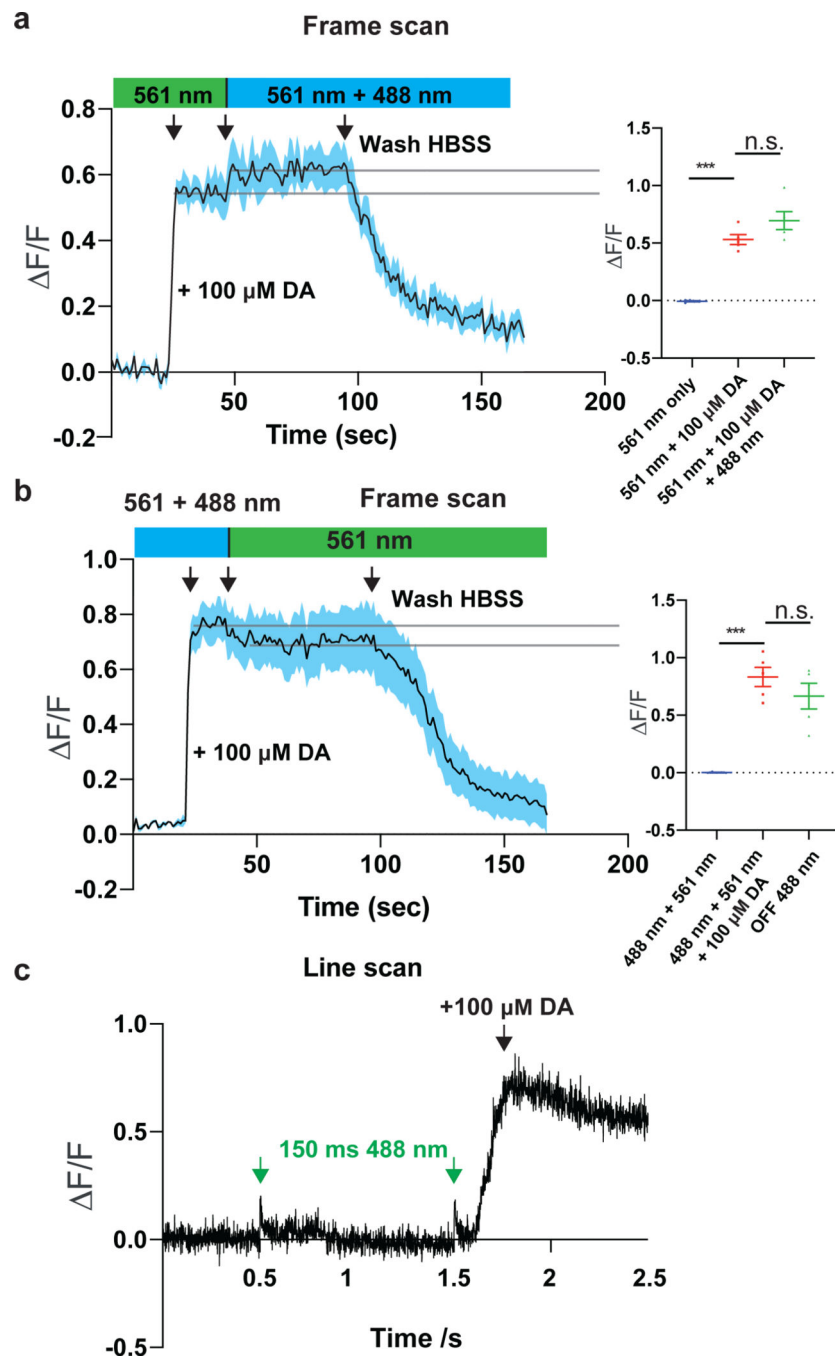 a
Frame scan
561 nm
561 nm + 488 nm
Wash HBSS
+ 100 µM DA
ΔF/F
0.8
0.6
0.4
0.2
0.0
-0.2
50
100
150
200
Time (sec)
ΔF/F
1.5
1.0
0.5
0.0
-0.5
***
n.s.
561 nm only
561 nm + 100 µM DA
561 nm + 100 µM DA
+ 488 nm
b
561 + 488 nm
Frame scan
561 nm
Wash HBSS
+ 100 µM DA
ΔF/F
1.0
0.8
0.6
0.4
0.2
0.0
-0.2
50
100
150
200
Time (sec)
ΔF/F
1.5
1.0
0.5
0.0
-0.5
***
n.s.
488 nm + 561 nm
488 nm + 561 nm
+ 100 µM DA
OFF 488 nm
c
Line scan
+100 µM DA
150 ms 488 nm
ΔF/F
1.0
0.5
0.0
-0.5
0.5
1
1.5
2
2.5
Time /s